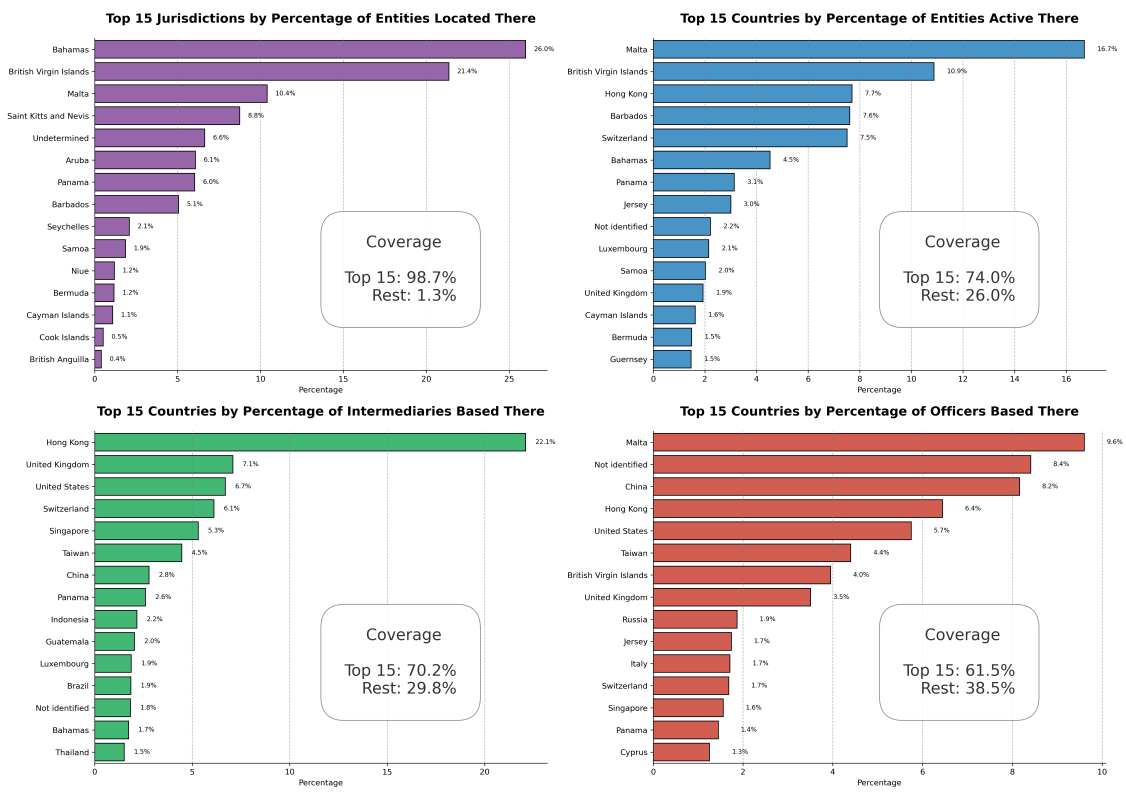 Top 15 Jurisdictions by Percentage of Entities Located There
Bahamas 26.0%
British Virgin Islands 21.4%
Malta 10.4%
Saint Kitts and Nevis 8.8%
Undetermined 6.6%
Aruba 6.1%
Panama 6.0%
Barbados 5.1%
Seychelles 2.1%
Samoa 1.9%
Niue 1.2%
Bermuda 1.2%
Cayman Islands 1.1%
Cook Islands 0.5%
British Anguilla 0.4%
Coverage
Top 15: 98.7%
Rest: 1.3%
0 5 10 15 20 25
Percentage
Top 15 Countries by Percentage of Entities Active There
Malta 16.7%
British Virgin Islands 10.9%
Hong Kong 7.7%
Barbados 7.6%
Switzerland 7.5%
Bahamas 4.5%
Panama 3.1%
Jersey 3.0%
Not identified 2.2%
Luxembourg 2.1%
Samoa 2.0%
United Kingdom 1.9%
Cayman Islands 1.6%
Bermuda 1.5%
Guernsey 1.5%
Coverage
Top 15: 74.0%
Rest: 26.0%
0 2 4 6 8 10 12 14 16
Percentage
Top 15 Countries by Percentage of Intermediaries Based There
Hong Kong 22.1%
United Kingdom 7.1%
United States 6.7%
Switzerland 6.1%
Singapore 5.3%
Taiwan 4.5%
China 2.8%
Panama 2.6%
Indonesia 2.2%
Guatemala 2.0%
Luxembourg 1.9%
Brazil 1.9%
Not identified 1.8%
Bahamas 1.7%
Thailand 1.5%
Coverage
Top 15: 70.2%
Rest: 29.8%
0 5 10 15 20
Percentage
Top 15 Countries by Percentage of Officers Based There
Malta 9.6%
Not identified 8.4%
China 8.2%
Hong Kong 6.4%
United States 5.7%
Taiwan 4.4%
British Virgin Islands 4.0%
United Kingdom 3.5%
Russia 1.9%
Jersey 1.7%
Italy 1.7%
Switzerland 1.7%
Singapore 1.6%
Panama 1.4%
Cyprus 1.3%
Coverage
Top 15: 61.5%
Rest: 38.5%
0 2 4 6 8 10
Percentage